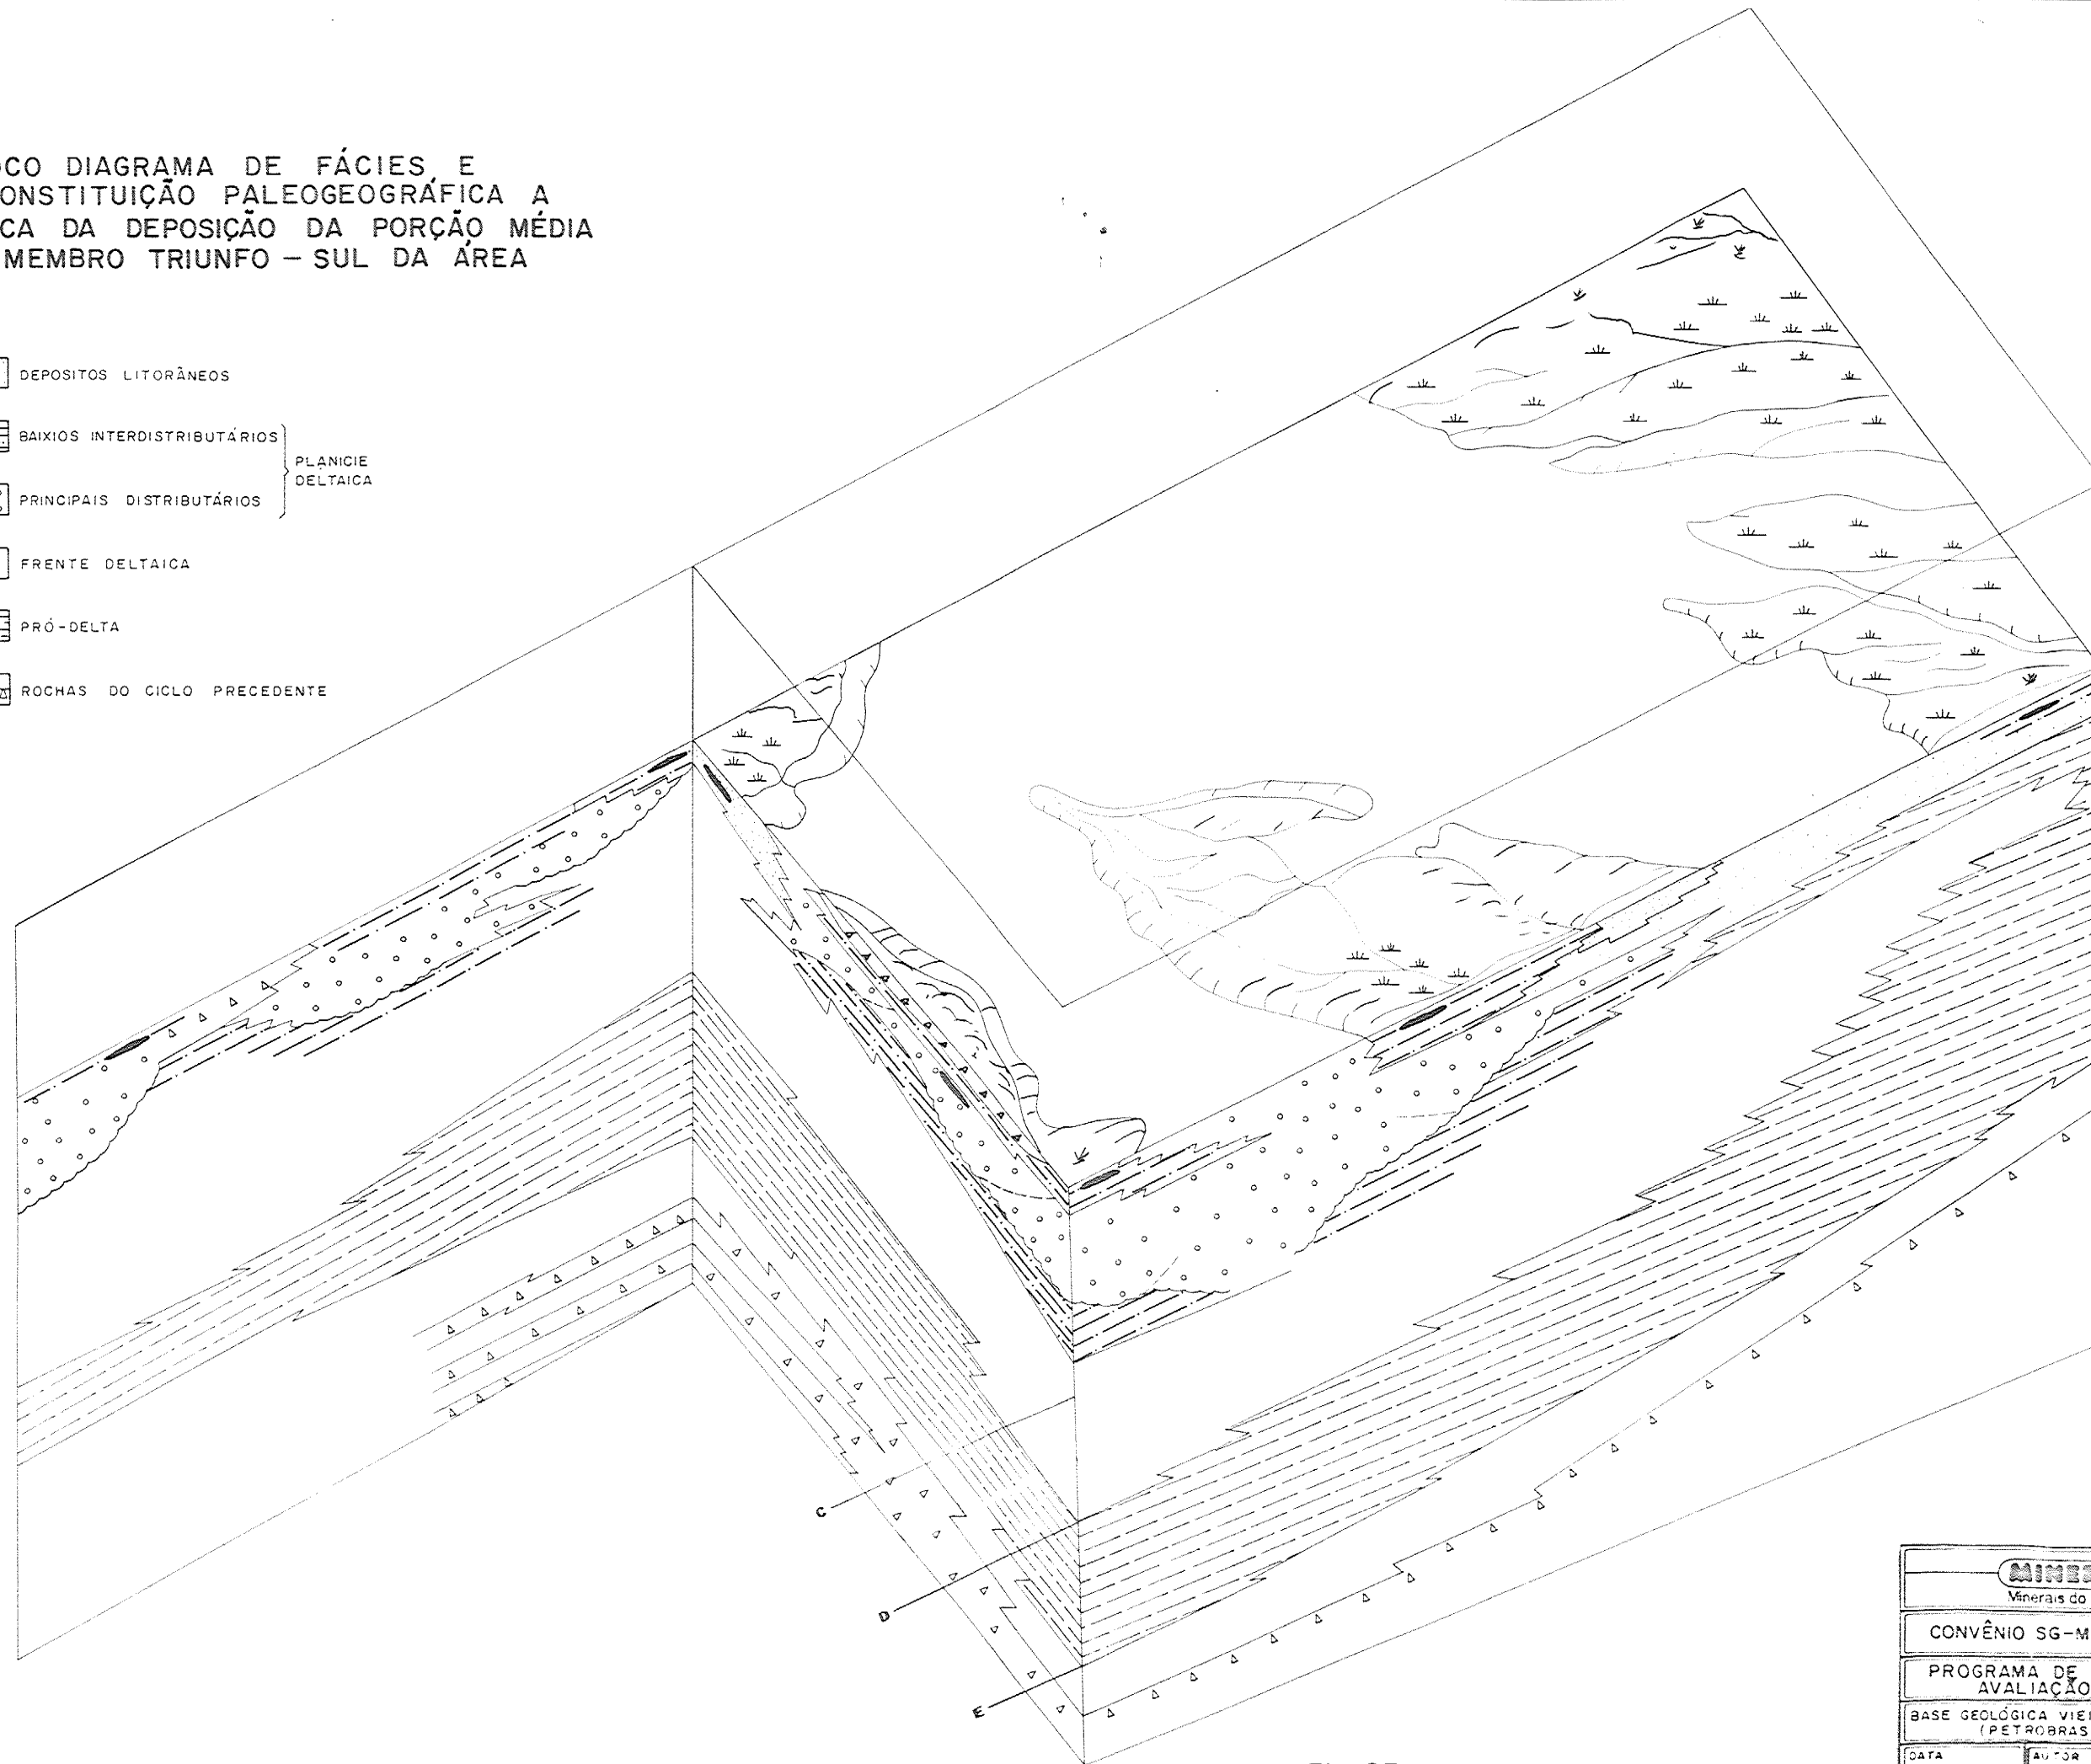 OCO DIAGRAMA DE FÁCIES, E
ONSTITUIÇÃO PALEOGEOGRÁFICA A
CA DA DEPOSIÇÃO DA PORÇÃO MÉDIA
MEMBRO TRIUNFO – SUL DA ÁREA
DEPOSITOS LITORÂNEOS
BAIXIOS INTERDISTRIBUTÁRIOS
PLANICIE
DELTAICA
PRINCIPAIS DISTRIBUTÁRIOS
FRENTE DELTAICA
PRÓ-DELTA
ROCHAS DO CICLO PRECEDENTE
C
D
E
Minerais do
CONVÊNIO SG-M
PROGRAMA DE
AVALIAÇÃO
BASE GEOLÓGICA VIE
(PETROBRAS
DATA
AUTOR